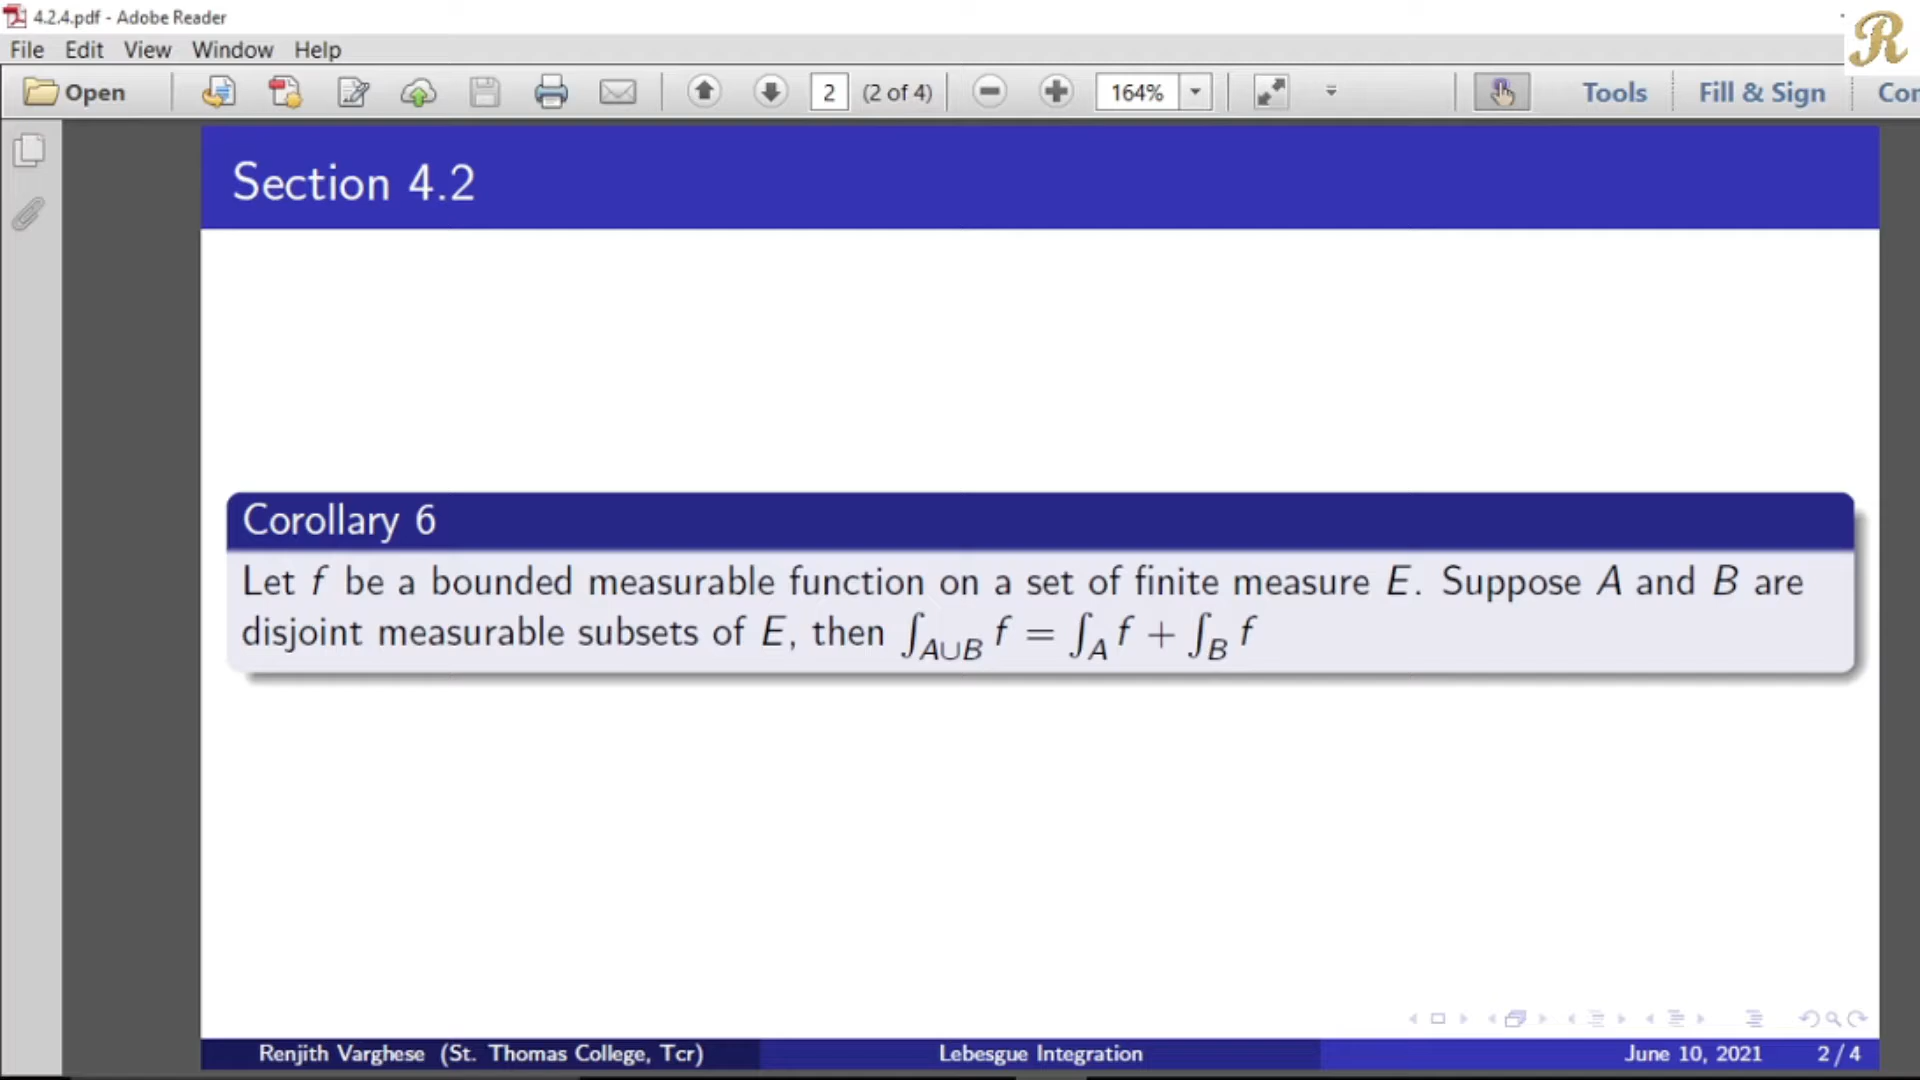 4.2.4.pdf - Adobe Reader
File Edit View Window Help
R
Open 2 (2 of 4) 164% Tools Fill & Sign Cor
Section 4.2
Corollary 6
Let f be a bounded measurable function on a set of finite measure E. Suppose A and B are
disjoint measurable subsets of E, then ∫_{A∪B} f = ∫_A f + ∫_B f
Renjith Varghese (St. Thomas College, Tcr) Lebesgue Integration June 10, 2021 2 / 4